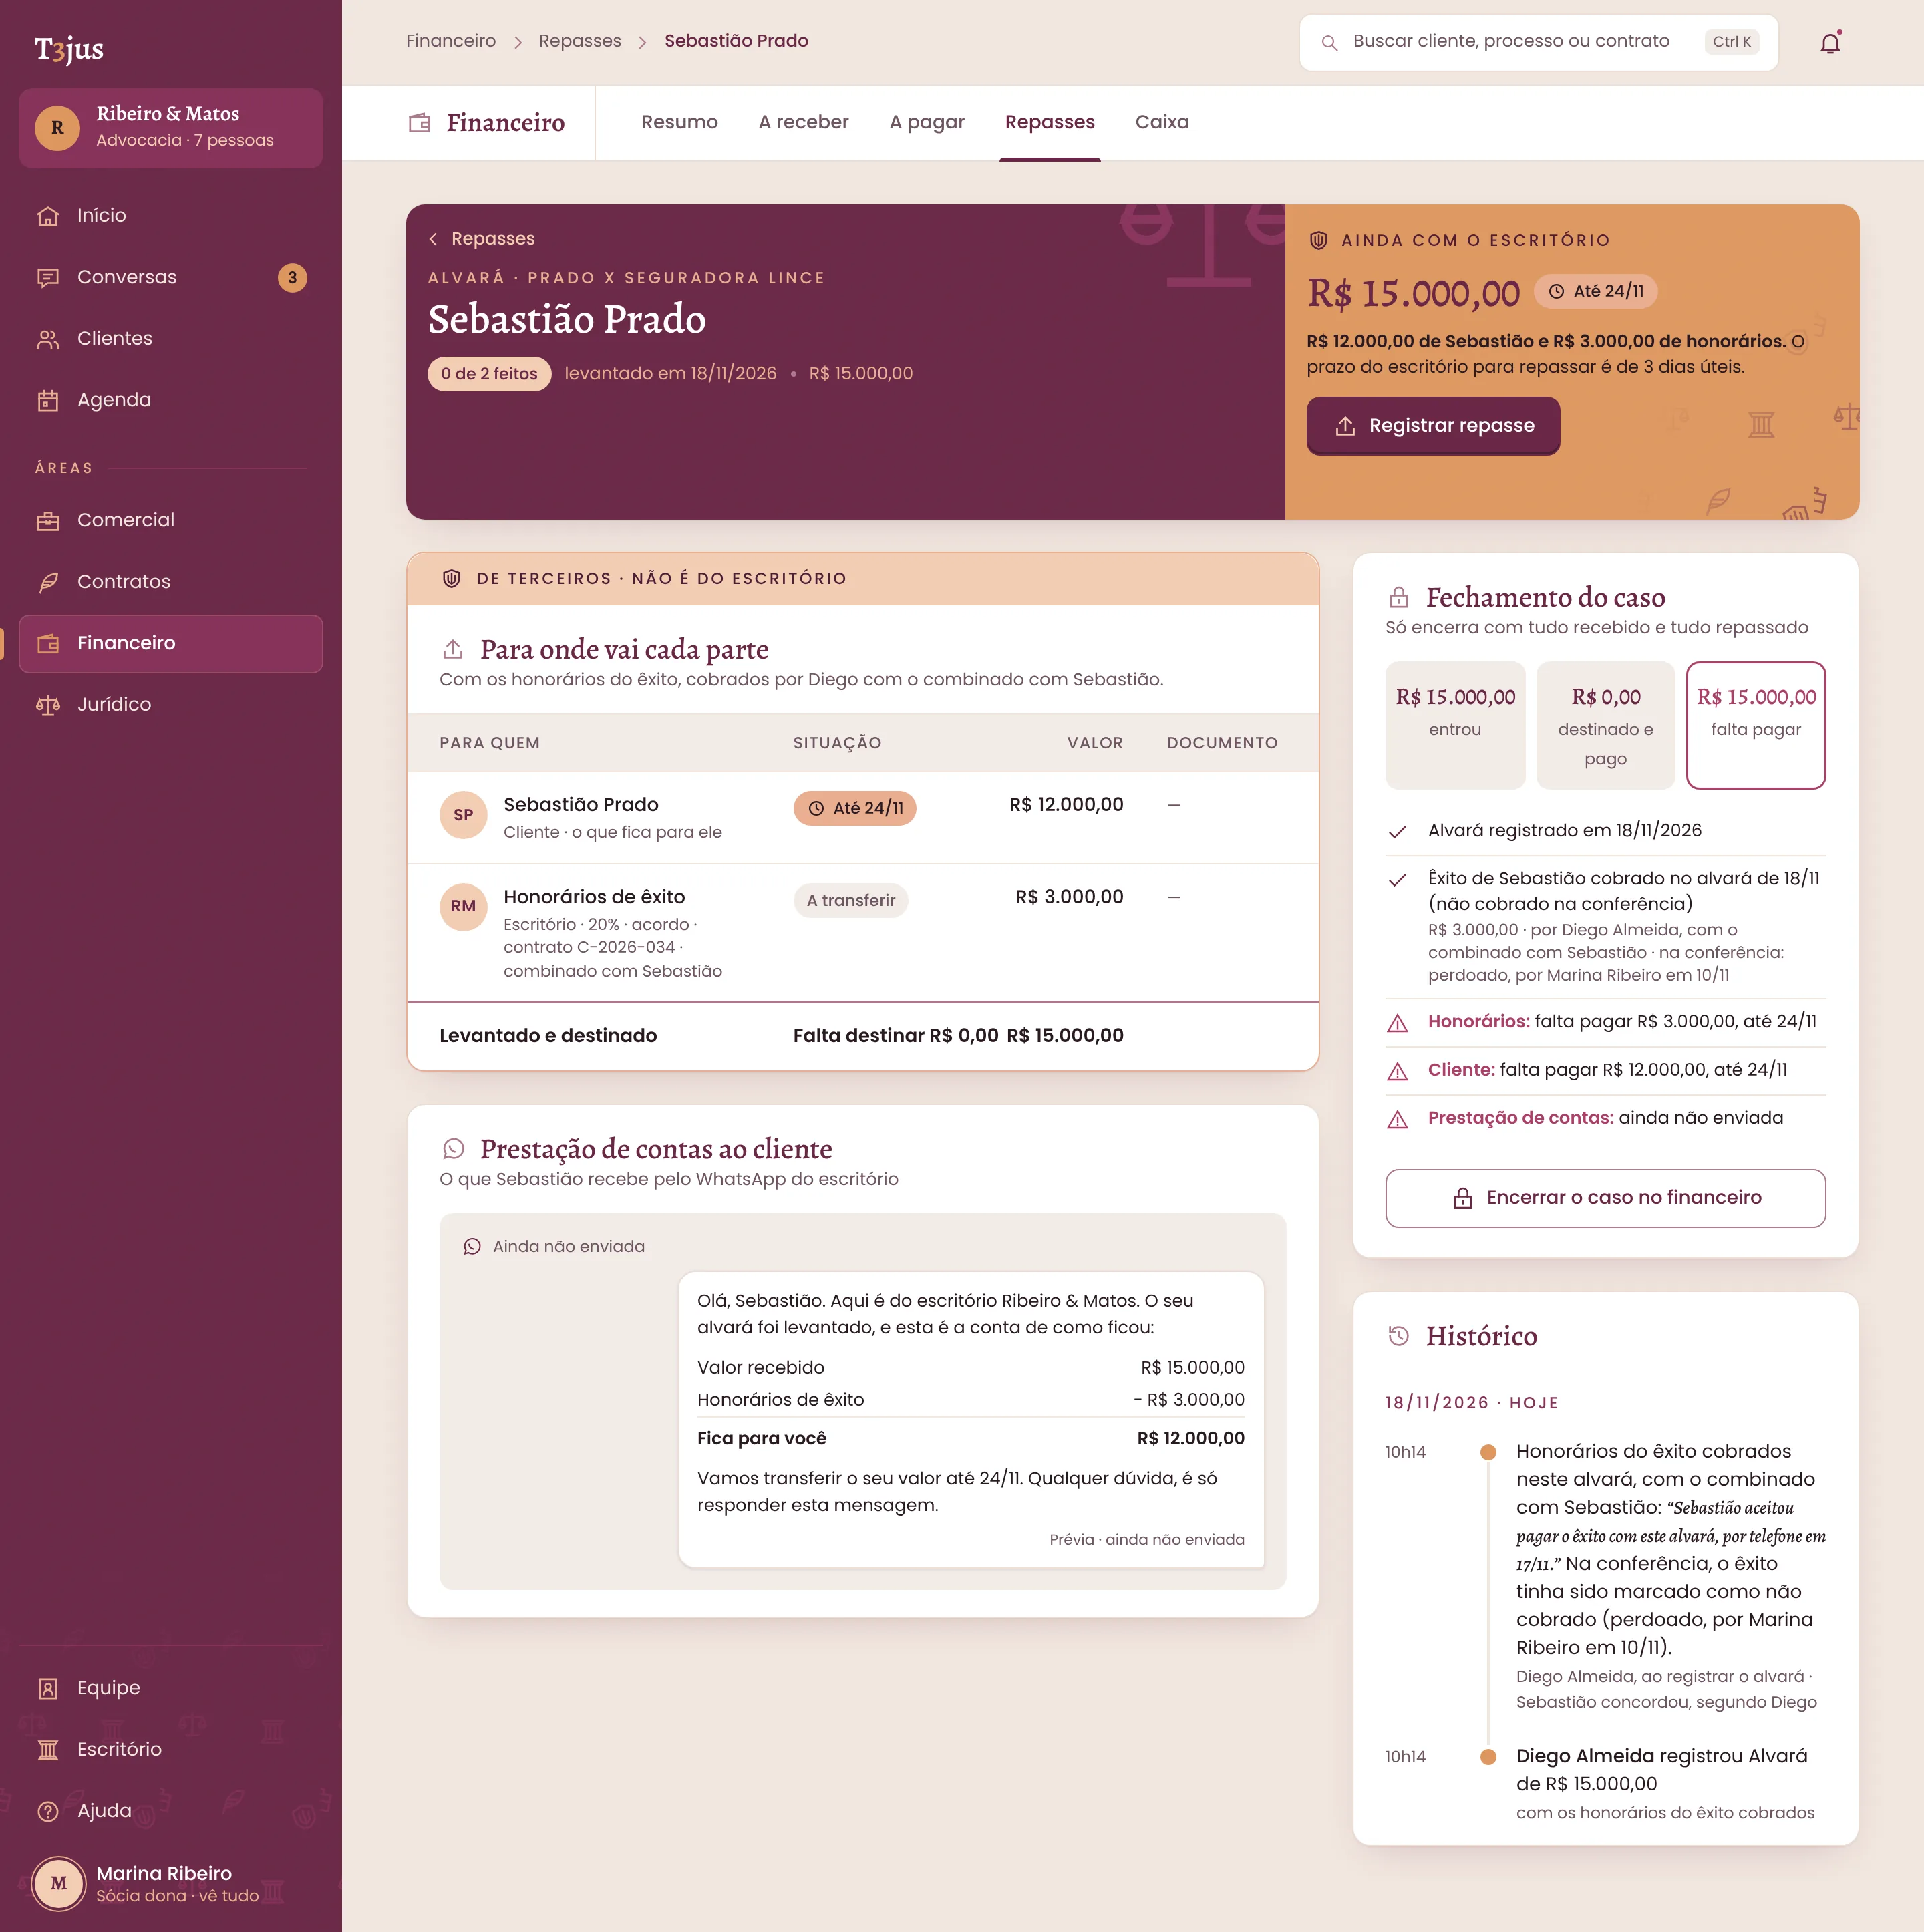 T3jus
R
Ribeiro & Matos
Advocacia · 7 pessoas
Início
Conversas
3
Clientes
Agenda
ÁREAS
Comercial
Contratos
Financeiro
Jurídico
Equipe
Escritório
Ajuda
M
Marina Ribeiro
Sócia dona · vê tudo
Financeiro > Repasses > Sebastião Prado
Buscar cliente, processo ou contrato
Ctrl K
Financeiro
Resumo
A receber
A pagar
Repasses
Caixa
Repasses
ALVARÁ · PRADO X SEGURADORA LINCE
Sebastião Prado
0 de 2 feitos
levantado em 18/11/2026 • R$ 15.000,00
AINDA COM O ESCRITÓRIO
R$ 15.000,00
Até 24/11
R$ 12.000,00 de Sebastião e R$ 3.000,00 de honorários. O
prazo do escritório para repassar é de 3 dias úteis.
Registrar repasse
DE TERCEIROS · NÃO É DO ESCRITÓRIO
Para onde vai cada parte
Com os honorários do êxito, cobrados por Diego com o combinado com Sebastião.
PARA QUEM
SITUAÇÃO
VALOR
DOCUMENTO
SP
Sebastião Prado
Cliente · o que fica para ele
Até 24/11
R$ 12.000,00
—
RM
Honorários de êxito
Escritório · 20% · acordo ·
contrato C-2026-034 ·
combinado com Sebastião
A transferir
R$ 3.000,00
—
Levantado e destinado
Falta destinar R$ 0,00
R$ 15.000,00
Prestação de contas ao cliente
O que Sebastião recebe pelo WhatsApp do escritório
Ainda não enviada
Olá, Sebastião. Aqui é do escritório Ribeiro & Matos. O seu
alvará foi levantado, e esta é a conta de como ficou:
Valor recebido
R$ 15.000,00
Honorários de êxito
− R$ 3.000,00
Fica para você
R$ 12.000,00
Vamos transferir o seu valor até 24/11. Qualquer dúvida, é só
responder esta mensagem.
Prévia · ainda não enviada
Fechamento do caso
Só encerra com tudo recebido e tudo repassado
R$ 15.000,00
entrou
R$ 0,00
destinado e
pago
R$ 15.000,00
falta pagar
Alvará registrado em 18/11/2026
Êxito de Sebastião cobrado no alvará de 18/11
(não cobrado na conferência)
R$ 3.000,00 · por Diego Almeida, com o
combinado com Sebastião · na conferência:
perdoado, por Marina Ribeiro em 10/11
Honorários: falta pagar R$ 3.000,00, até 24/11
Cliente: falta pagar R$ 12.000,00, até 24/11
Prestação de contas: ainda não enviada
Encerrar o caso no financeiro
Histórico
18/11/2026 · HOJE
10h14
Honorários do êxito cobrados
neste alvará, com o combinado
com Sebastião: “Sebastião aceitou
pagar o êxito com este alvará, por telefone em
17/11.” Na conferência, o êxito
tinha sido marcado como não
cobrado (perdoado, por Marina
Ribeiro em 10/11).
Diego Almeida, ao registrar o alvará ·
Sebastião concordou, segundo Diego
10h14
Diego Almeida registrou Alvará
de R$ 15.000,00
com os honorários do êxito cobrados